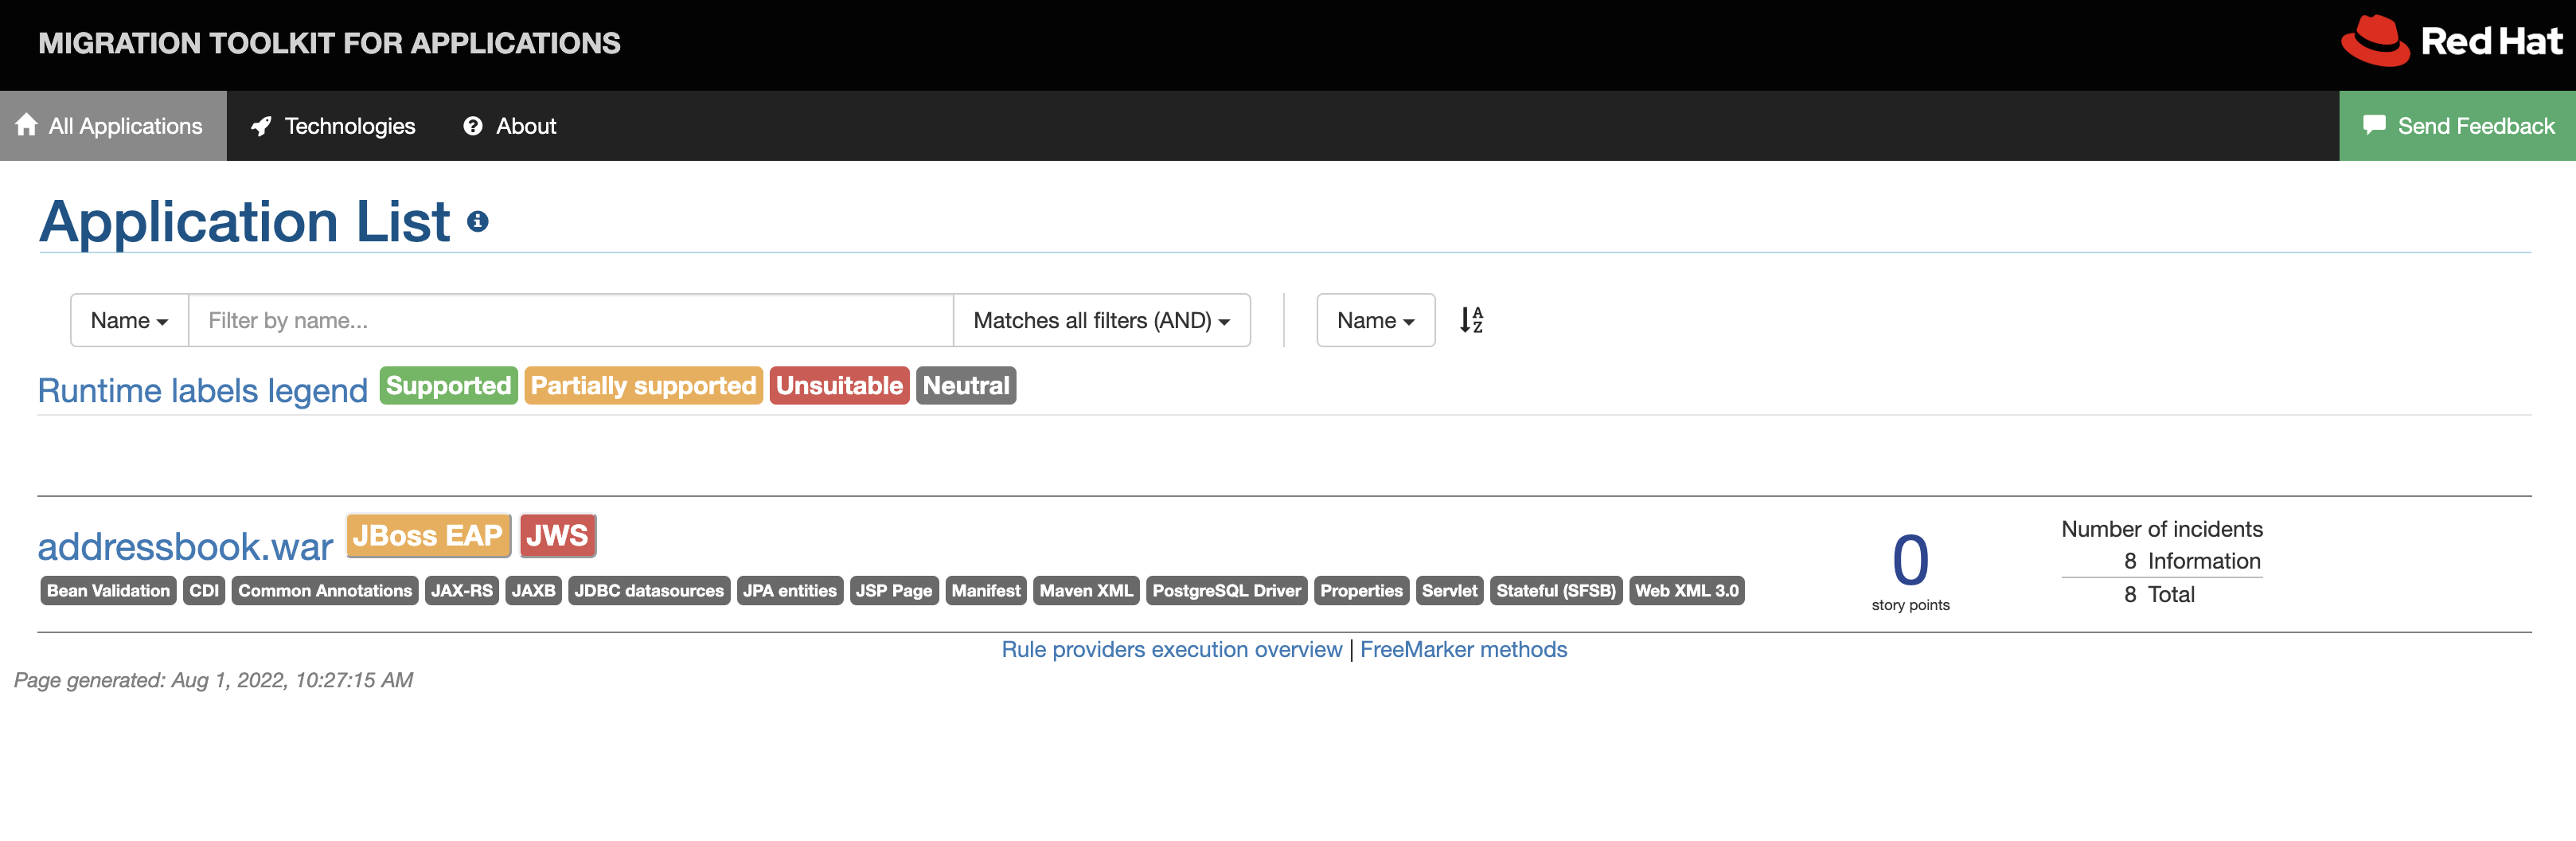 MIGRATION TOOLKIT FOR APPLICATIONS
Red Hat
All Applications
Technologies
About
Send Feedback
Application List
Name
Filter by name...
Matches all filters (AND)
Name
A
Z
Runtime labels legend Supported Partially supported Unsuitable Neutral
addressbook.war JBoss EAP JWS
Bean Validation CDI Common Annotations JAX-RS JAXB JDBC datasources JPA entities JSP Page Manifest Maven XML PostgreSQL Driver Properties Servlet Stateful (SFSB) Web XML 3.0
0
story points
Number of incidents
8 Information
8 Total
Rule providers execution overview | FreeMarker methods
Page generated: Aug 1, 2022, 10:27:15 AM